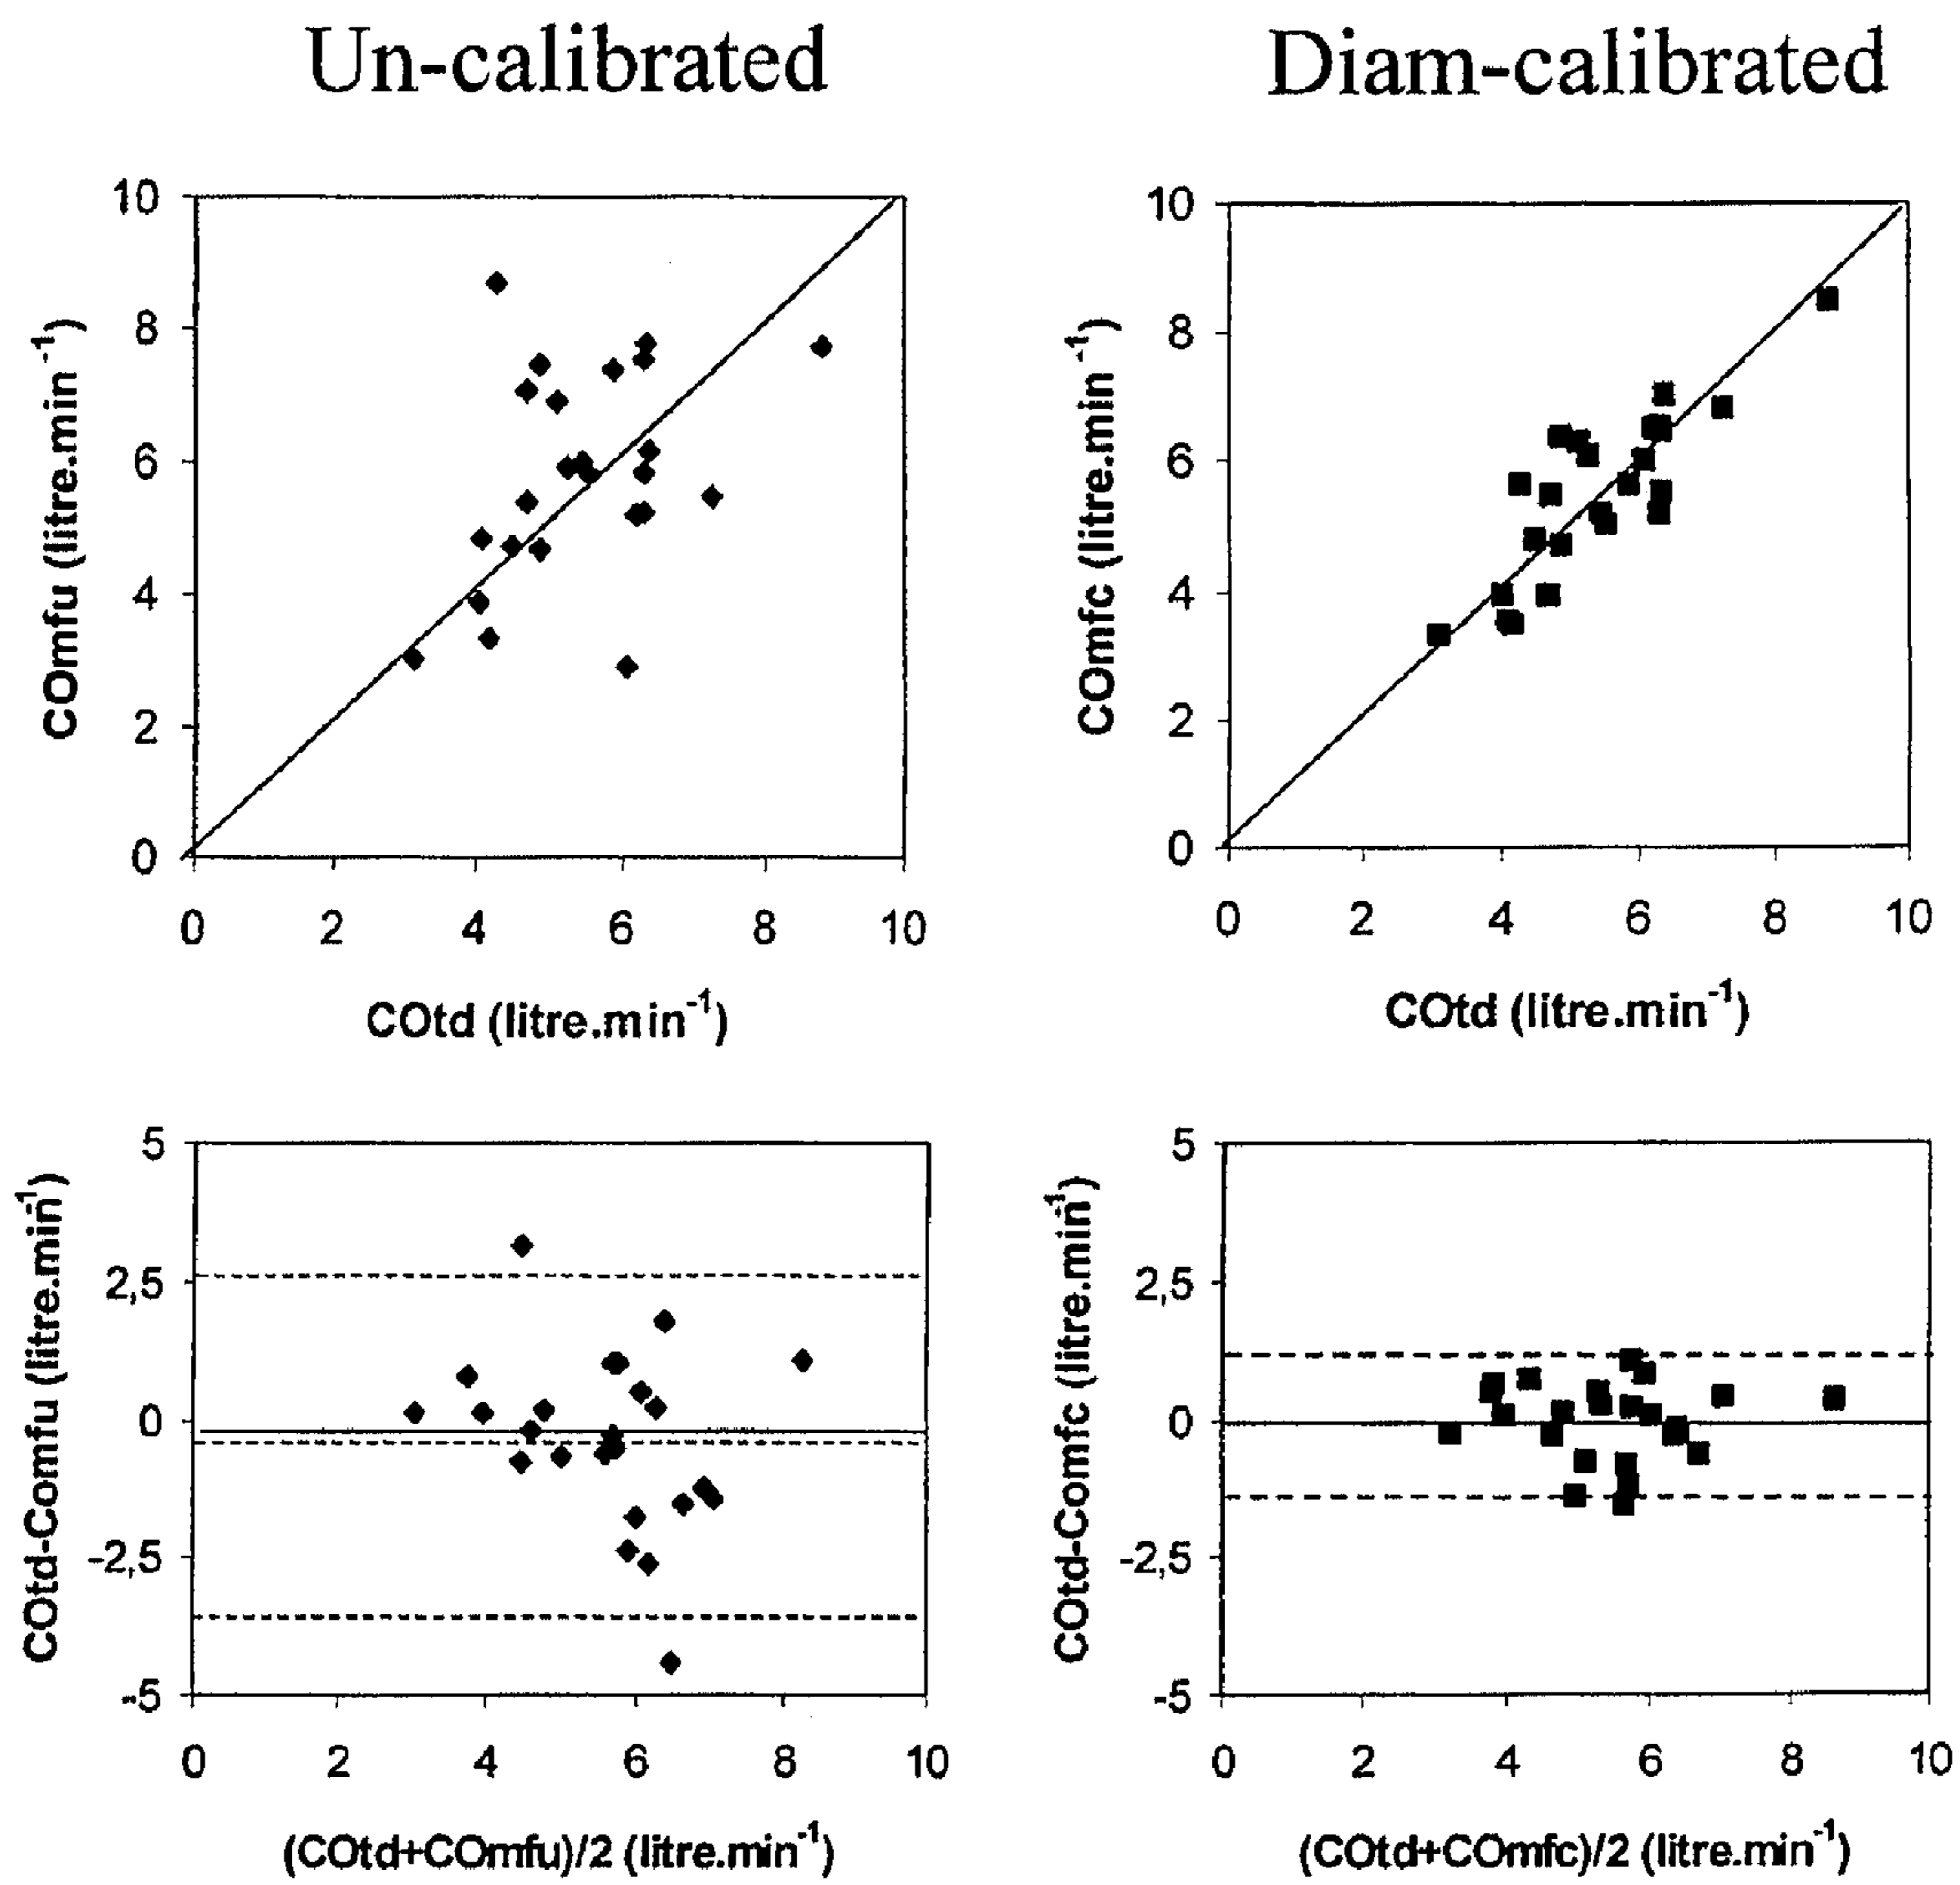 Un-calibrated
Diam-calibrated
COmfu (litre.min⁻¹)
10
8
6
4
2
0
0 2 4 6 8 10
COtd (litre.min⁻¹)
COmfc (litre.min⁻¹)
10
8
6
4
2
0
0 2 4 6 8 10
COtd (litre.min⁻¹)
COtd-Comfu (litre.min⁻¹)
5
2,5
0
-2,5
-5
0 2 4 6 8 10
(COtd+COmfu)/2 (litre.min⁻¹)
COtd-Comfc (litre.min⁻¹)
5
2,5
0
-2,5
-5
0 2 4 6 8 10
(COtd+COmfc)/2 (litre.min⁻¹)